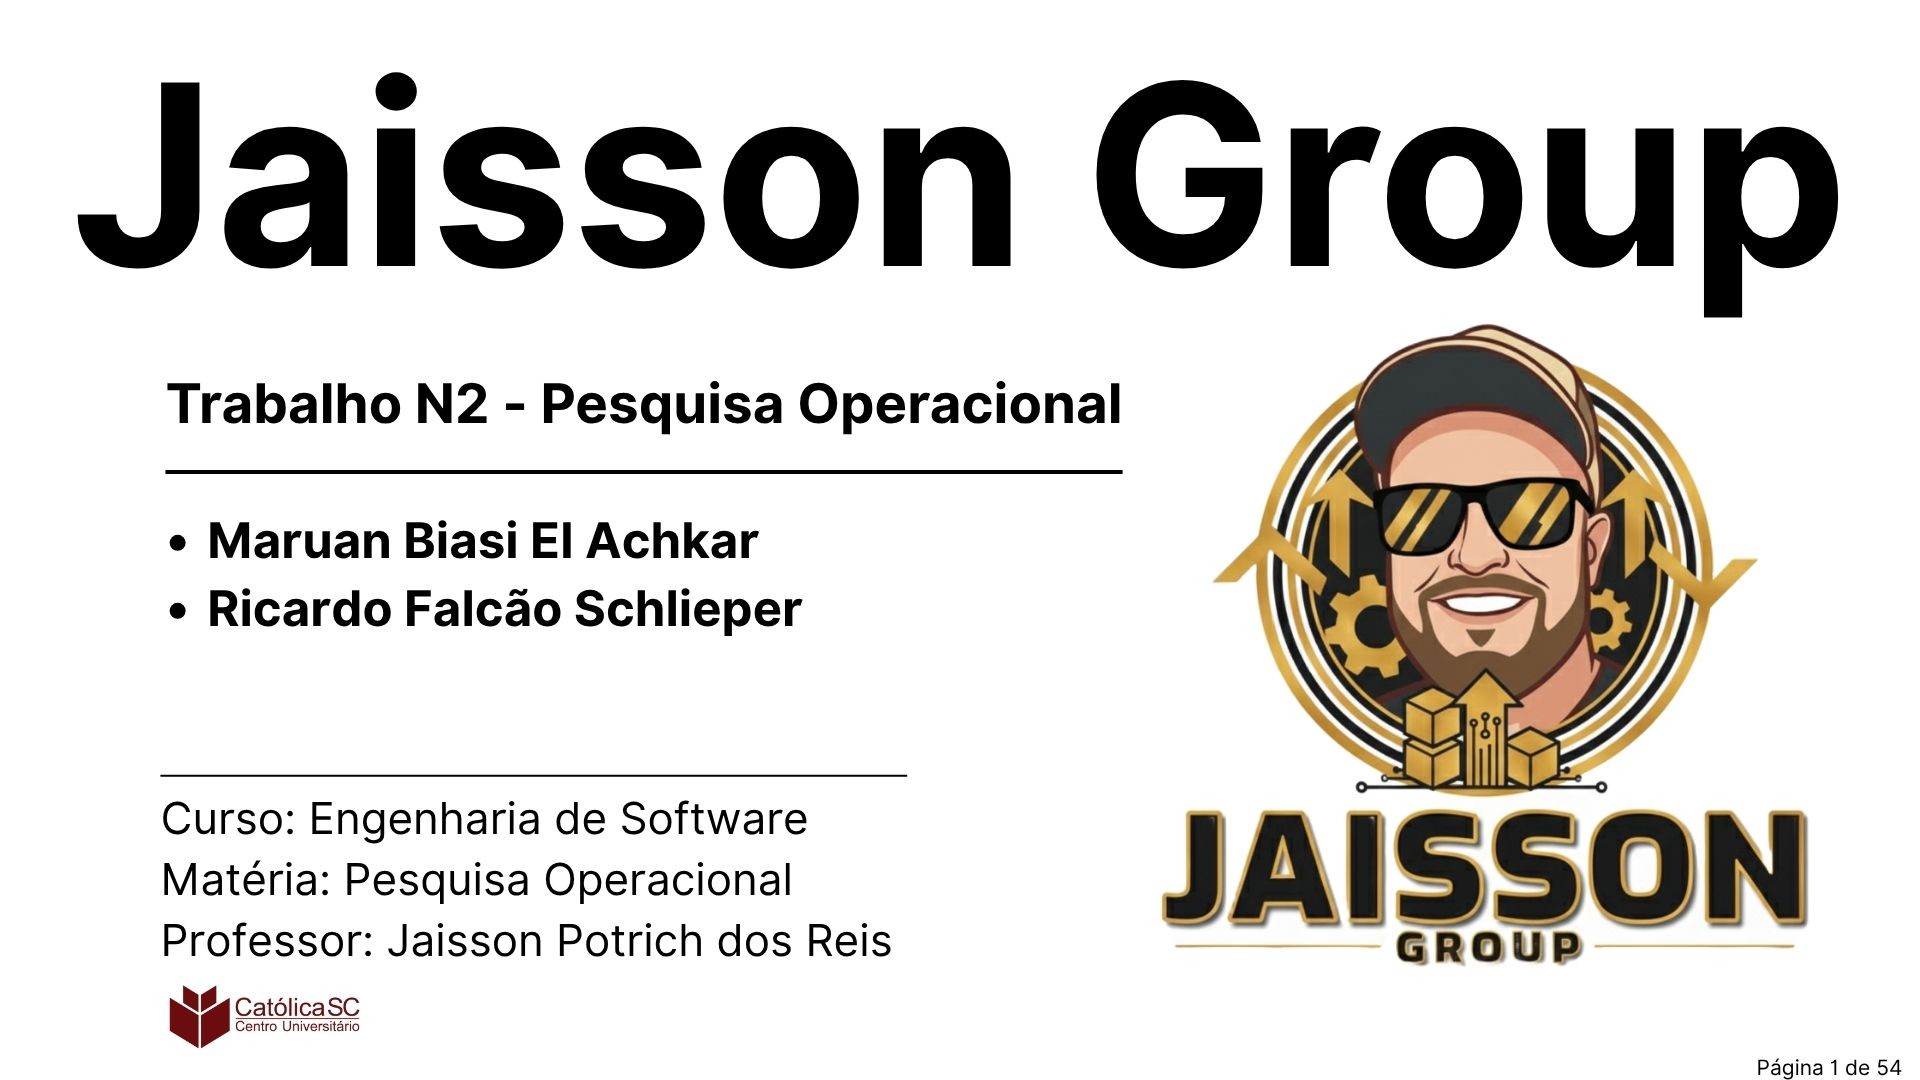 Jaisson Group
Trabalho N2 - Pesquisa Operacional
• Maruan Biasi El Achkar
• Ricardo Falcão Schlieper
Curso: Engenharia de Software
Matéria: Pesquisa Operacional
Professor: Jaisson Potrich dos Reis
CatólicaSC
Centro Universitário
JAISSON
GROUP
Página 1 de 54